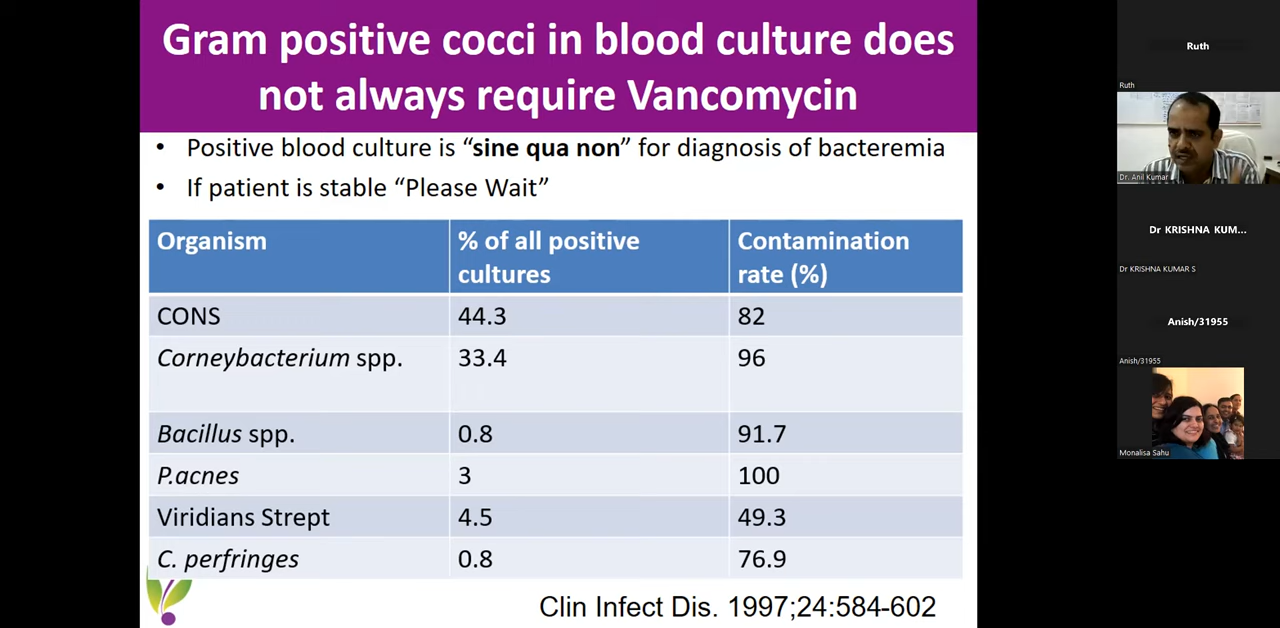 Gram positive cocci in blood culture does
not always require Vancomycin
• Positive blood culture is “sine qua non” for diagnosis of bacteremia
• If patient is stable “Please Wait”
Organism % of all positive cultures Contamination rate (%)
CONS 44.3 82
Corneybacterium spp. 33.4 96
Bacillus spp. 0.8 91.7
P.acnes 3 100
Viridians Strept 4.5 49.3
C. perfringes 0.8 76.9
Clin Infect Dis. 1997;24:584-602
Ruth
Ruth
Dr. Anil Kumar
Dr KRISHNA KUM...
Dr KRISHNA KUMAR S
Anish/31955
Anish/31955
Monalisa Sahu